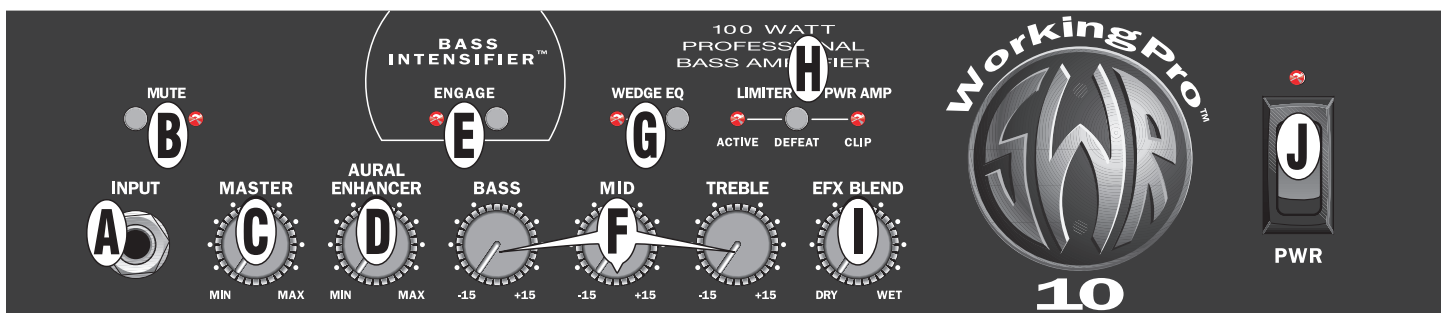 BASS
INTENSIFIER™
100 WATT
PROFESSIONAL
BASS AMPLIFIER
WorkingPro™
MUTE
ENGAGE
WEDGE EQ
LIMITER PWR AMP
B
E
G
H
ACTIVE DEFEAT CLIP
SWR
J
INPUT
MASTER
AURAL
ENHANCER
BASS
MID
TREBLE
EFX BLEND
A
C
D
F
I
MIN MAX
MIN MAX
-15 +15
-15 +15
-15 +15
DRY WET
10
PWR